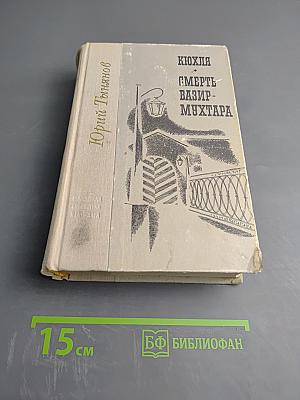 Юрий Тынянов
КЮХЛЯ
СМЕРТЬ
ВАЗИР-
МУХТАРА
15 см
БФ БИБЛИОФАН